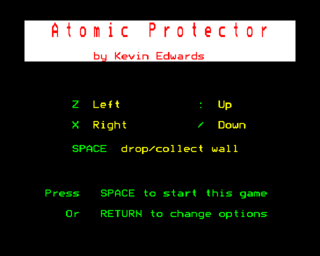 Atomic Protector
by Kevin Edwards
Z Left : Up
X Right / Down
SPACE drop/collect wall
Press SPACE to start this game
Or RETURN to change options